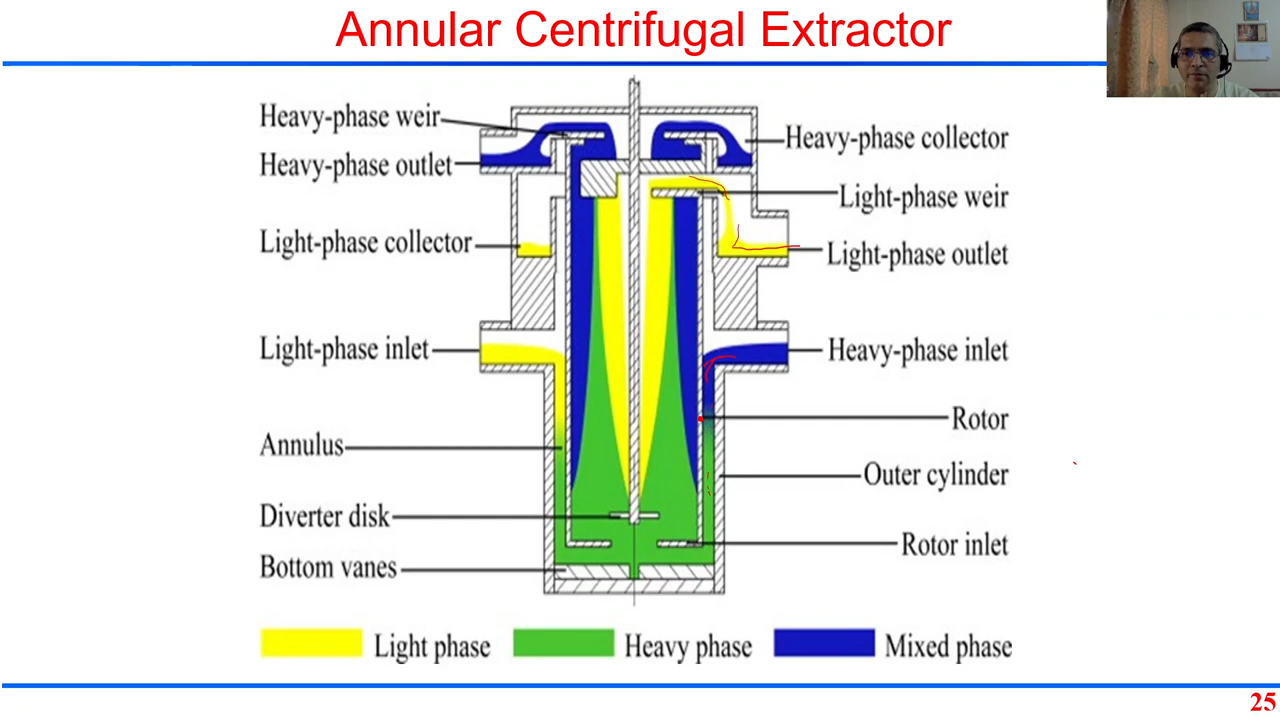 Annular Centrifugal Extractor
Heavy-phase weir
Heavy-phase outlet
Light-phase collector
Light-phase inlet
Annulus
Diverter disk
Bottom vanes
Heavy-phase collector
Light-phase weir
Light-phase outlet
Heavy-phase inlet
Rotor
Outer cylinder
Rotor inlet
Light phase
Heavy phase
Mixed phase
25